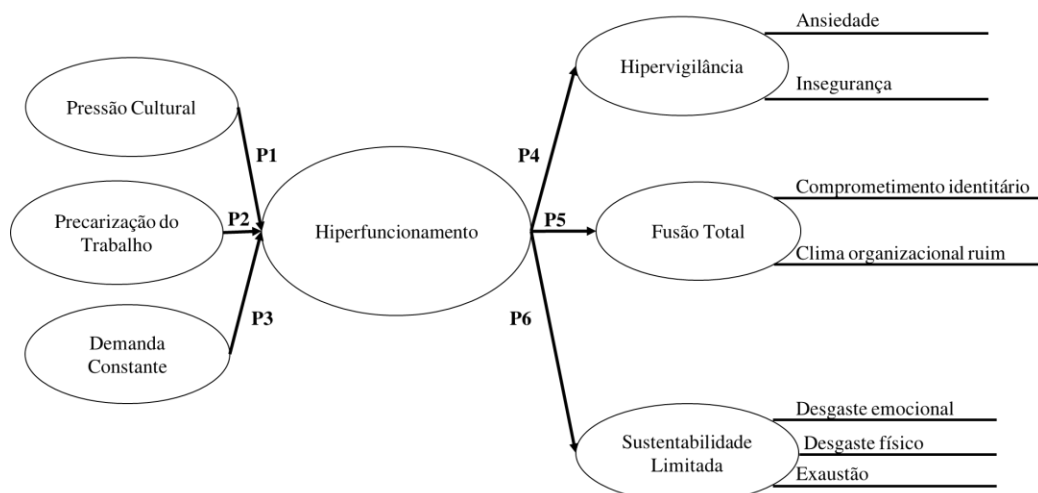 Pressão Cultural
P1
Precarização do
Trabalho
P2
Demanda
Constante
P3
Hiperfuncionamento
P4
Hipervigilância
Ansiedade
Insegurança
P5
Fusão Total
Comprometimento identitário
Clima organizacional ruim
P6
Sustentabilidade
Limitada
Desgaste emocional
Desgaste físico
Exaustão